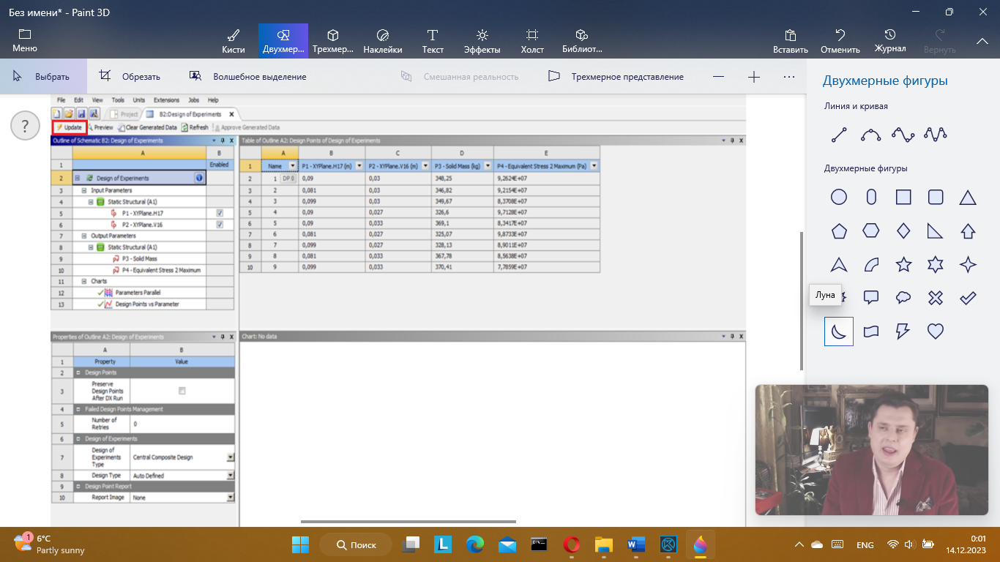 Без имени* - Paint 3D
Меню
Кисти
Двухмер...
Трехмер...
Наклейки
Текст
Эффекты
Холст
Библиот...
Вставить
Отменить
Журнал
Вернуть
Выбрать
Обрезать
Волшебное выделение
Смешанная реальность
Трехмерное представление
Двухмерные фигуры
Линия и кривая
Двухмерные фигуры
Луна
?
File Edit View Tools Units Extensions Jobs Help
Project
B2:Design of Experiments
Update Preview Clear Generated Data Refresh Approve Generated Data
Outline of Schematic B2: Design of Experiments
A B
1 Enabled
2 Design of Experiments
3 Input Parameters
4 Static Structural (A1)
5 P1 - XYPlane.H17
6 P2 - XYPlane.V16
7 Output Parameters
8 Static Structural (A1)
9 P3 - Solid Mass
10 P4 - Equivalent Stress 2 Maximum
11 Charts
12 Parameters Parallel
13 Design Points vs Parameter
Table of Outline A2: Design Points of Design of Experiments
A B C D E
1 Name P1 - XYPlane.H17 (m) P2 - XYPlane.V16 (m) P3 - Solid Mass (kg) P4 - Equivalent Stress 2 Maximum (Pa)
2 1 DP 0 0,09 0,03 348,25 9,2624E+07
3 2 0,081 0,03 346,82 9,2154E+07
4 3 0,099 0,03 349,67 8,3708E+07
5 4 0,09 0,027 326,6 9,7128E+07
6 5 0,09 0,033 369,1 8,3417E+07
7 6 0,081 0,027 325,07 9,8733E+07
8 7 0,099 0,027 328,13 8,9011E+07
9 8 0,081 0,033 367,78 8,5638E+07
10 9 0,099 0,033 370,41 7,7859E+07
Properties of Outline A2: Design of Experiments
A B
1 Property Value
2 Design Points
3 Preserve
Design Points
After DX Run
4 Failed Design Points Management
5 Number of
Retries 0
6 Design of Experiments
7 Design of
Experiments
Type Central Composite Design
8 Design Type Auto Defined
9 Design Point Report
10 Report Image None
Chart: No data
1
6°C
Partly sunny
Поиск
L
W
ENG
0:01
14.12.2023